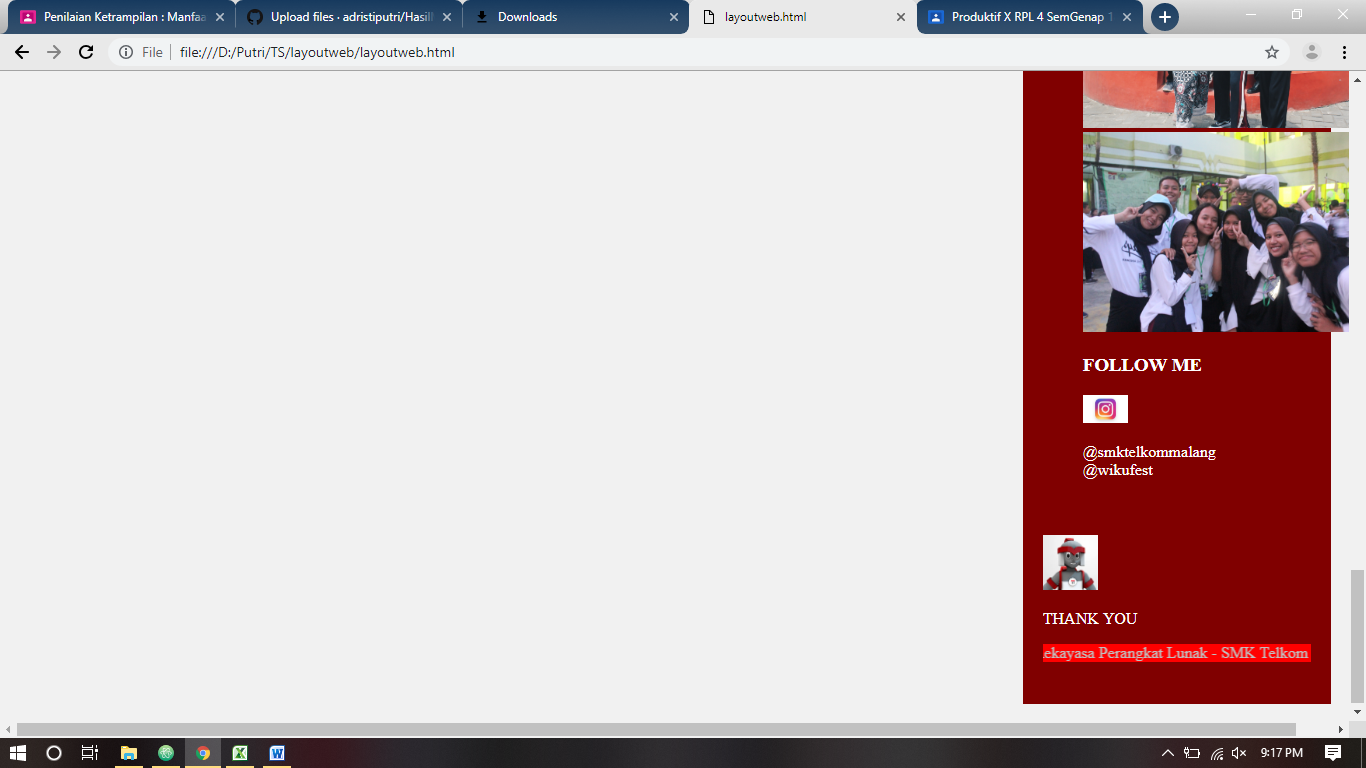 Penilaian Ketrampilan : Manfaa
Upload files · adristiputri/Hasil
Downloads
layoutweb.html
Produktif X RPL 4 SemGenap
File
file:///D:/Putri/TS/layoutweb/layoutweb.html
FOLLOW ME
@smktelkommalang
@wikufest
THANK YOU
ekayasa Perangkat Lunak - SMK Telkom
9:17 PM